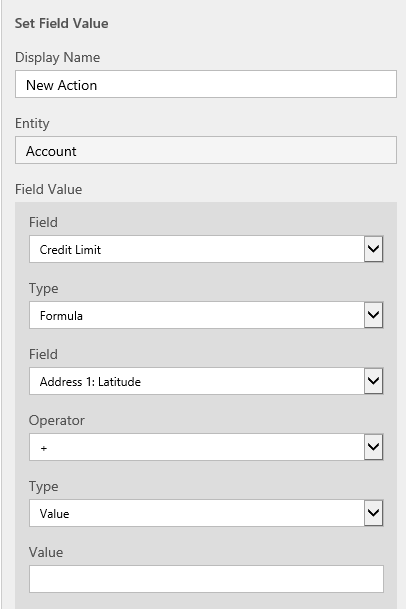 Set Field Value
Display Name
New Action
Entity
Account
Field Value
Field
Credit Limit
Type
Formula
Field
Address 1: Latitude
Operator
+
Type
Value
Value